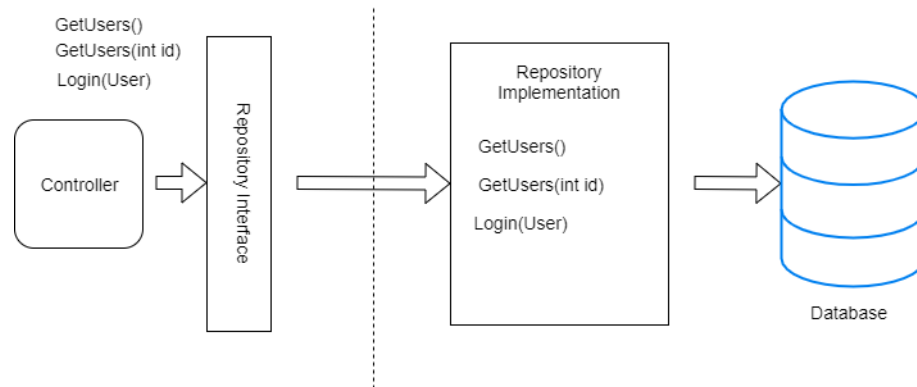 GetUsers()
GetUsers(int id)
Login(User)
Controller
Repository Interface
Repository
Implementation
GetUsers()
GetUsers(int id)
Login(User)
Database